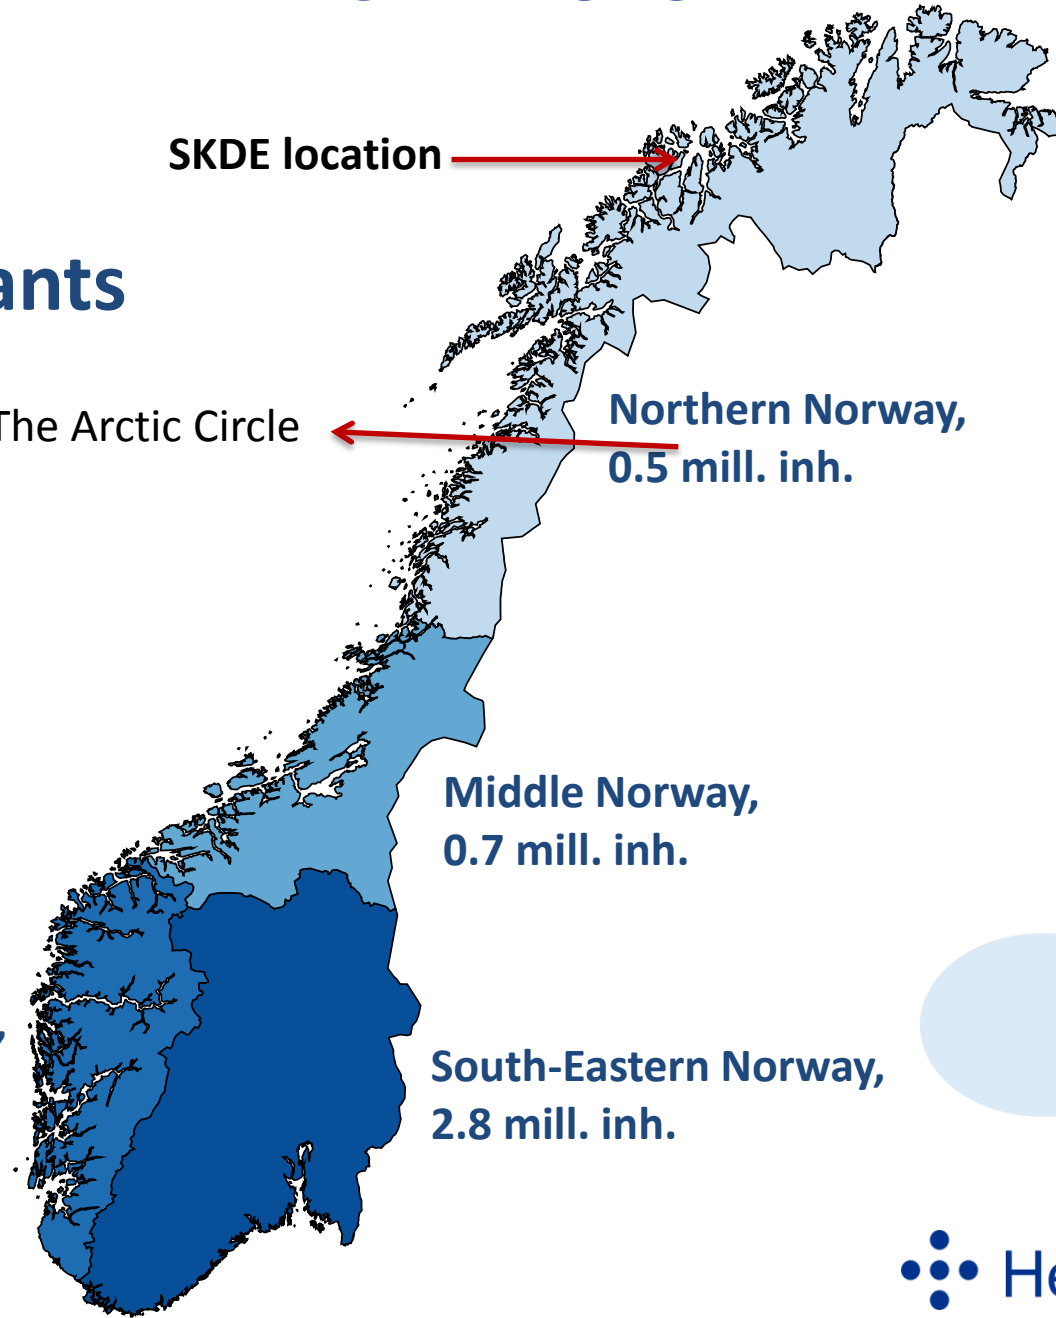 SKDE location
ants
The Arctic Circle
Northern Norway,
0.5 mill. inh.
Middle Norway,
0.7 mill. inh.
,
South-Eastern Norway,
2.8 mill. inh.
He